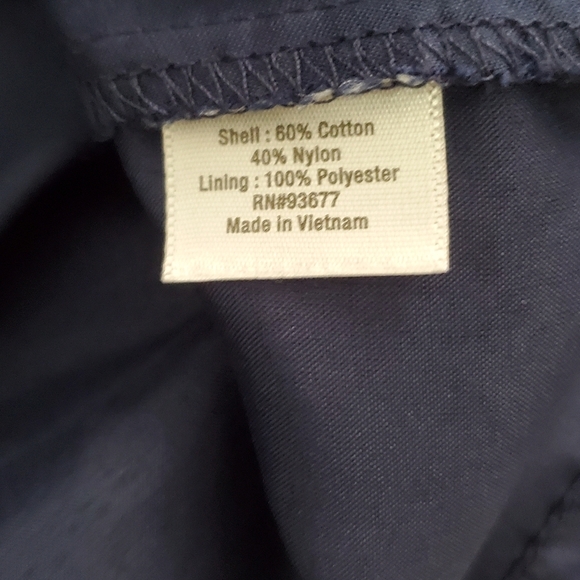 Shell : 60% Cotton
40% Nylon
Lining : 100% Polyester
RN#93677
Made in Vietnam